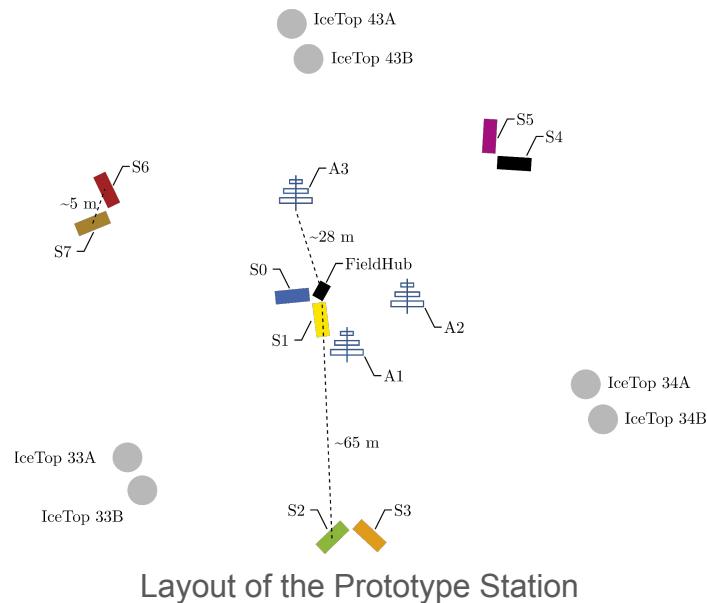 IceTop 43A
IceTop 43B
S5
S4
S6
A3
~5 m
S7
~28 m
S0
FieldHub
S1
A2
A1
IceTop 34A
IceTop 34B
~65 m
IceTop 33A
IceTop 33B
S2
S3
Layout of the Prototype Station